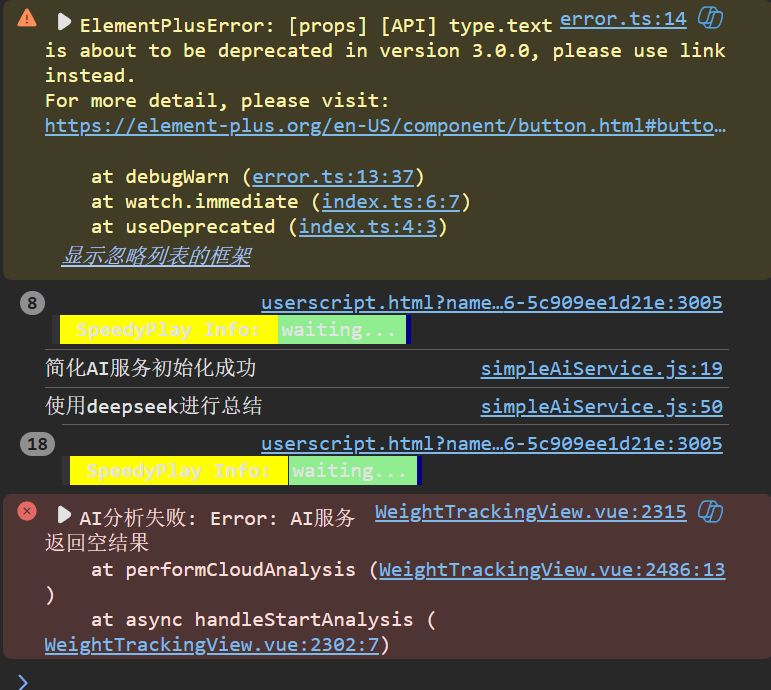 ElementPlusError: [props] [API] type.text error.ts:14
is about to be deprecated in version 3.0.0, please use link
instead.
For more detail, please visit:
https://element-plus.org/en-US/component/button.html#butto…
at debugWarn (error.ts:13:37)
at watch.immediate (index.ts:6:7)
at useDeprecated (index.ts:4:3)
显示忽略列表的框架
8 userscript.html?name…6-5c909ee1d21e:3005
SpeedyPlay Info: waiting...
简化AI服务初始化成功 simpleAiService.js:19
使用deepseek进行总结 simpleAiService.js:50
18 userscript.html?name…6-5c909ee1d21e:3005
SpeedyPlay Info: waiting...
AI分析失败: Error: AI服务 WeightTrackingView.vue:2315
返回空结果
at performCloudAnalysis (WeightTrackingView.vue:2486:13
)
at async handleStartAnalysis (
WeightTrackingView.vue:2302:7)